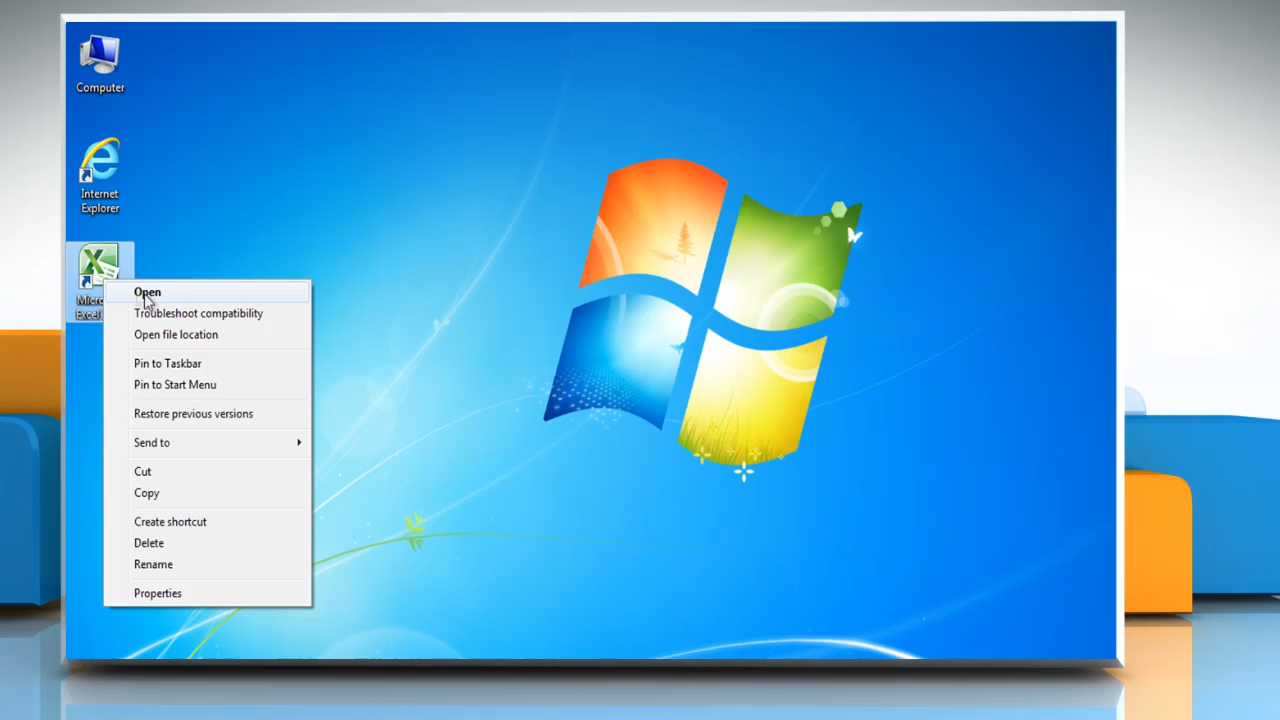 Computer
Internet
Explorer
Excel
Open
Troubleshoot compatibility
Open file location
Pin to Taskbar
Pin to Start Menu
Restore previous versions
Send to
Cut
Copy
Create shortcut
Delete
Rename
Properties